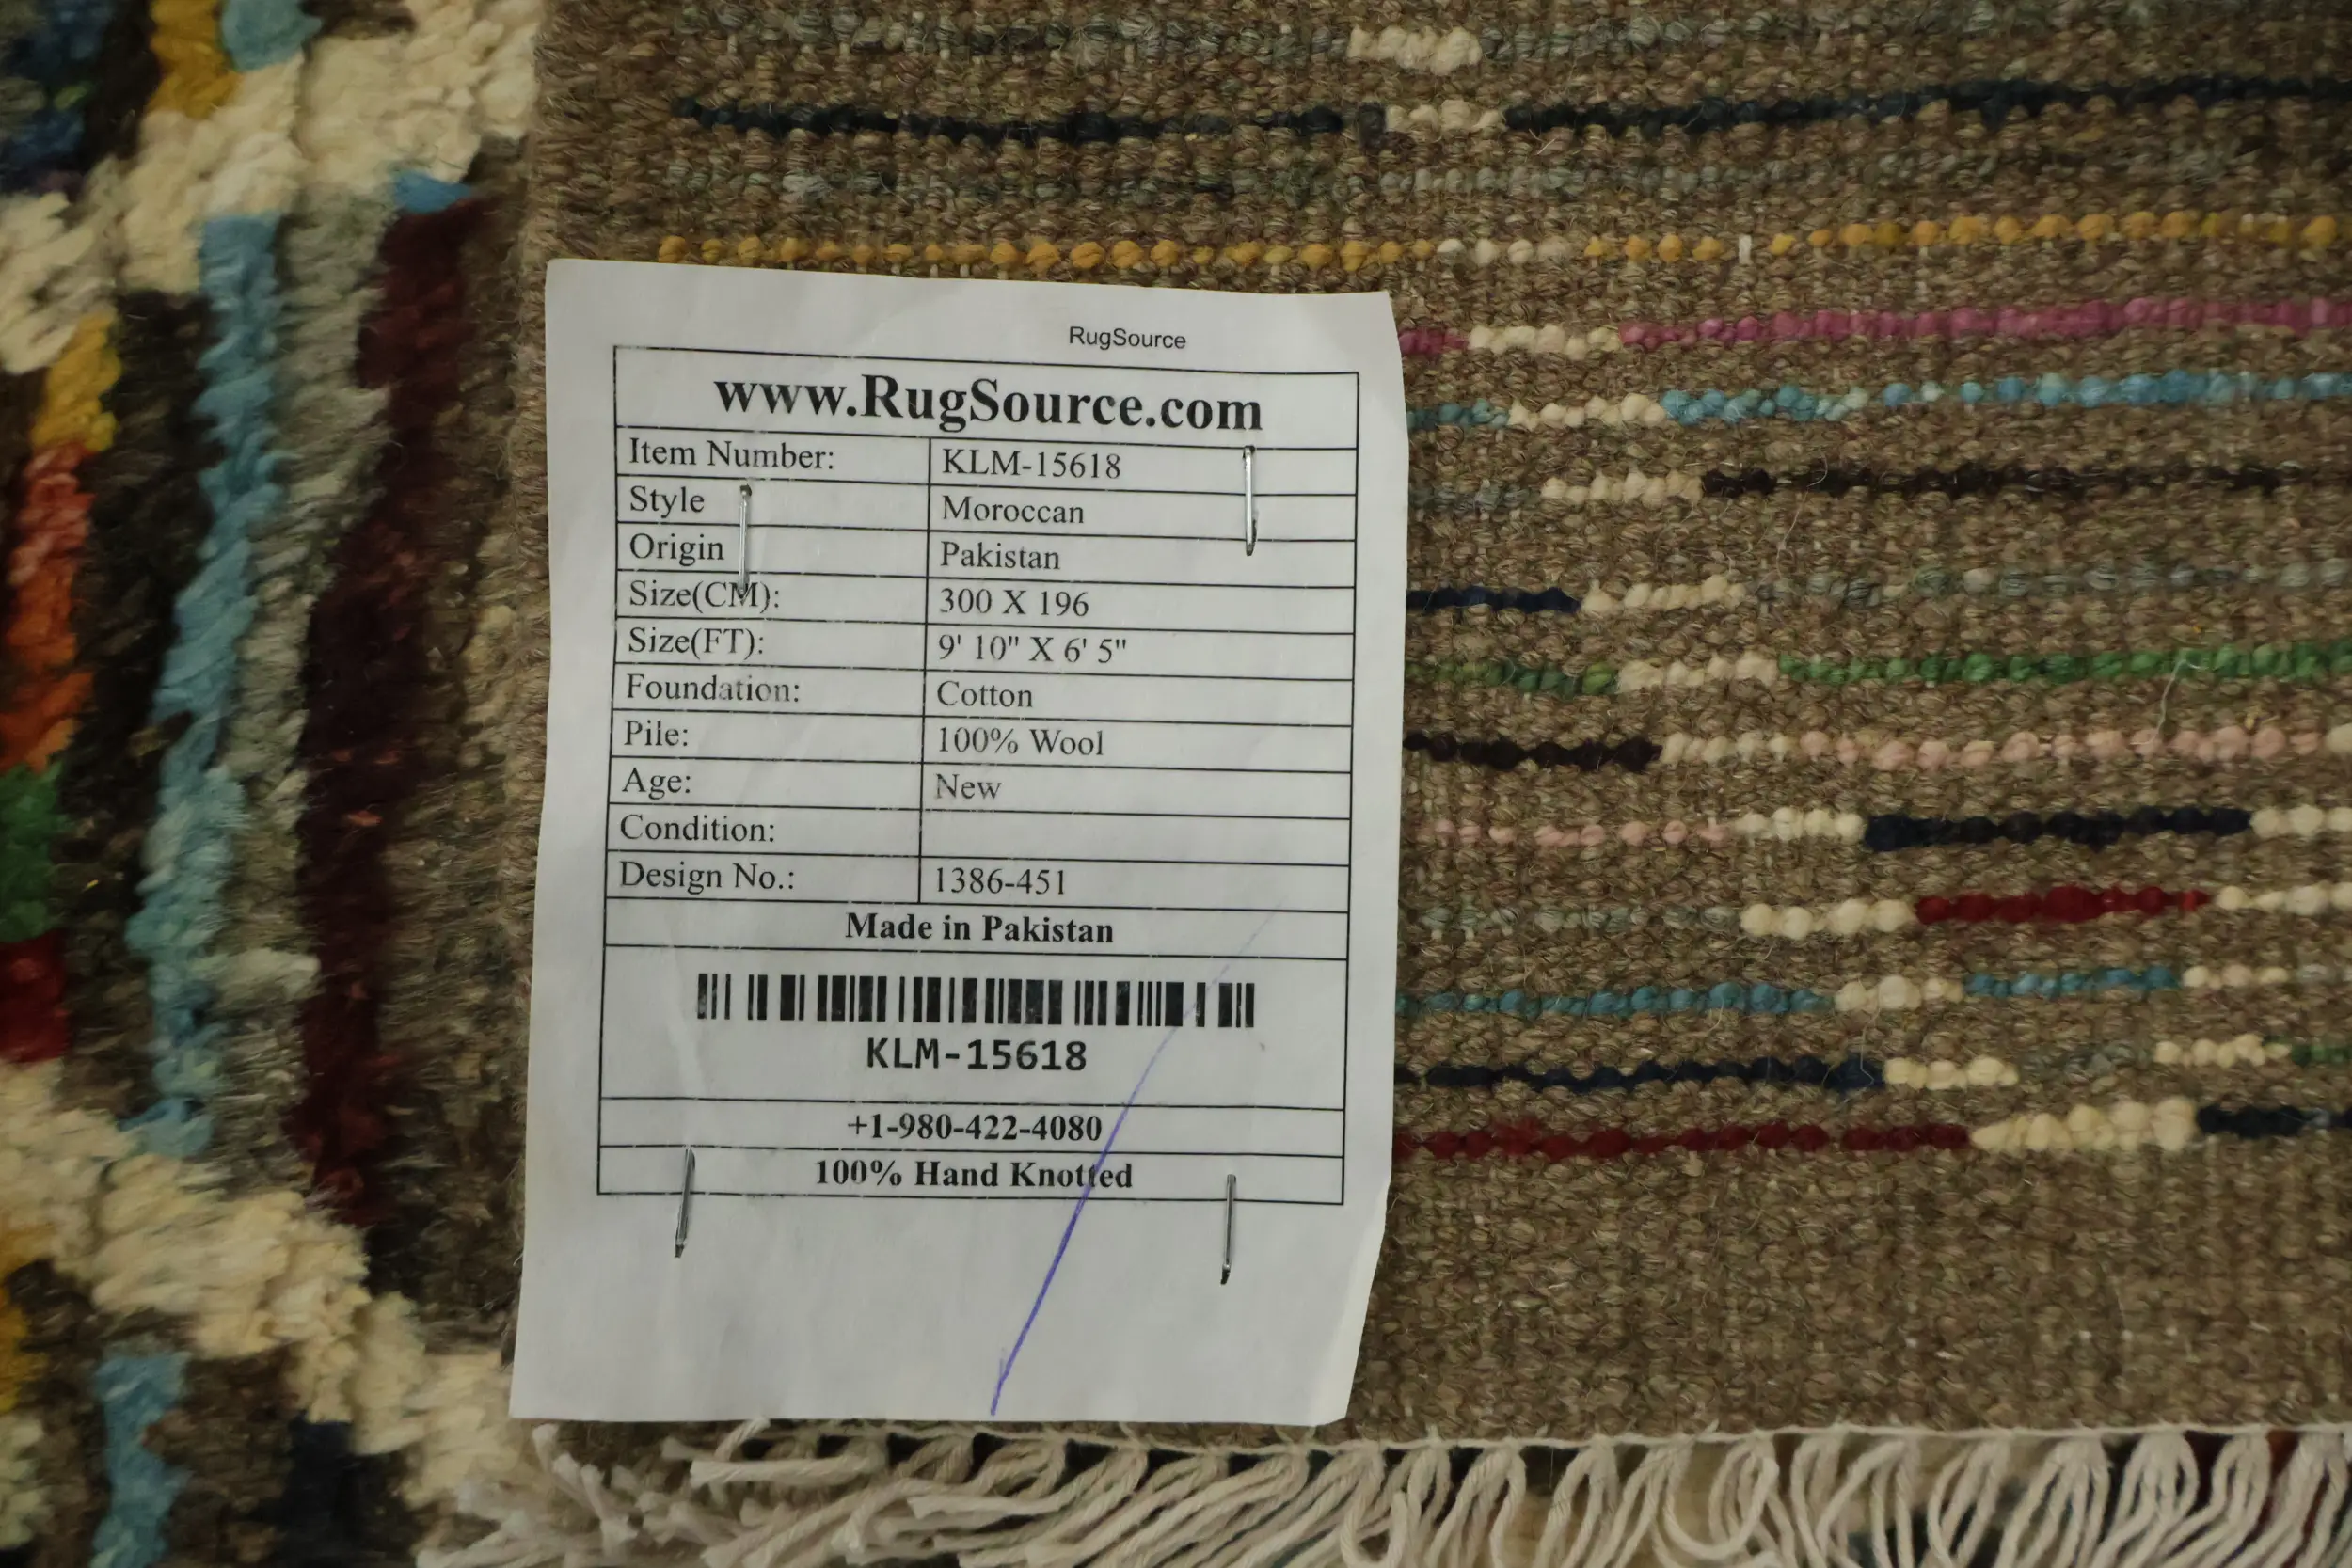 RugSource
www.RugSource.com
Item Number: KLM-15618
Style Moroccan
Origin Pakistan
Size(CM): 300 X 196
Size(FT): 9' 10" X 6' 5"
Foundation: Cotton
Pile: 100% Wool
Age: New
Condition:
Design No.: 1386-451
Made in Pakistan
KLM-15618
+1-980-422-4080
100% Hand Knotted